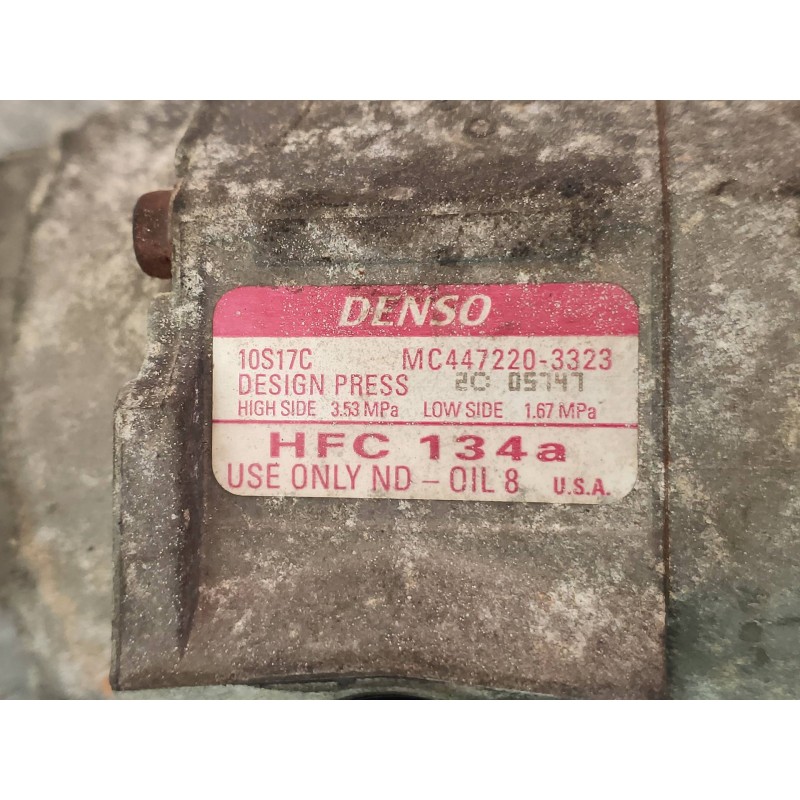 DENSO
10S17C MC447220-3323
DESIGN PRESS 2C 05747
HIGH SIDE 3.53 MPa LOW SIDE 1.67 MPa
HFC 134a
USE ONLY ND - OIL 8 U.S.A.